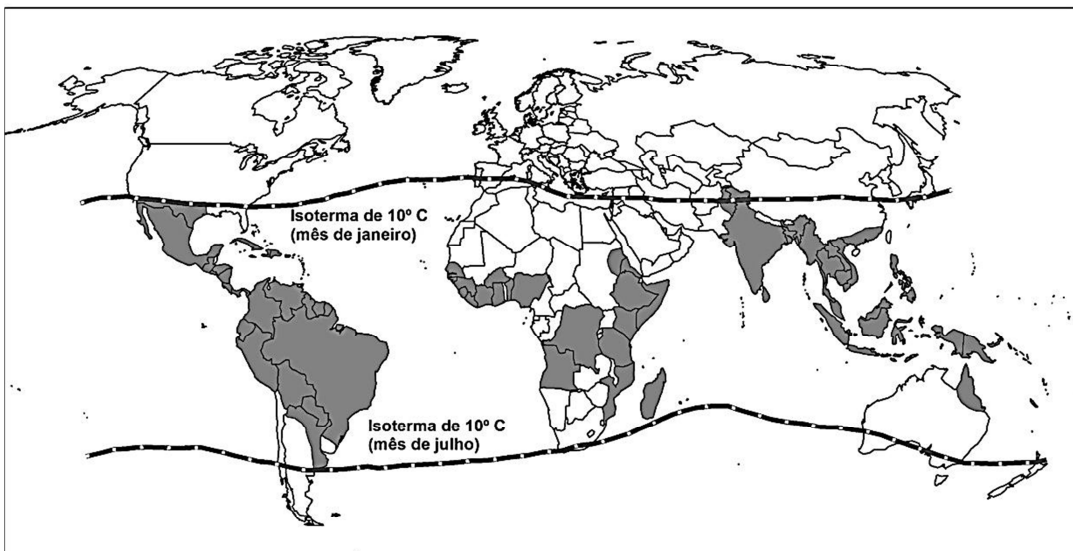 Isoterma de 10º C
(mês de janeiro)
Isoterma de 10º C
(mês de julho)